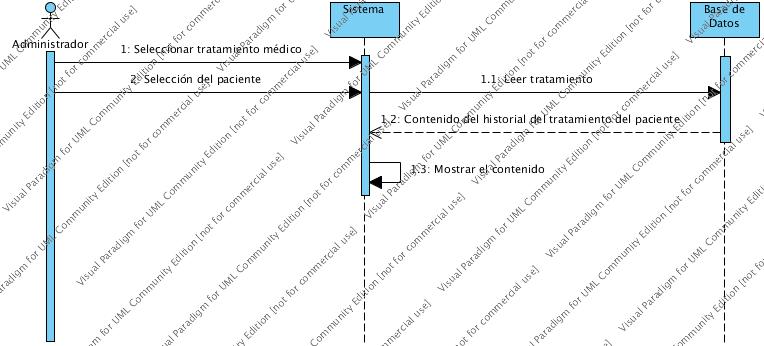 Sistema
Base de
Datos
Administrador
1: Seleccionar tratamiento médico
2: Selección del paciente
1.1: Leer tratamiento
1.2: Contenido del historial del tratamiento del paciente
1.3: Mostrar el contenido
Visual Paradigm for UML Community Edition [not for commercial use]